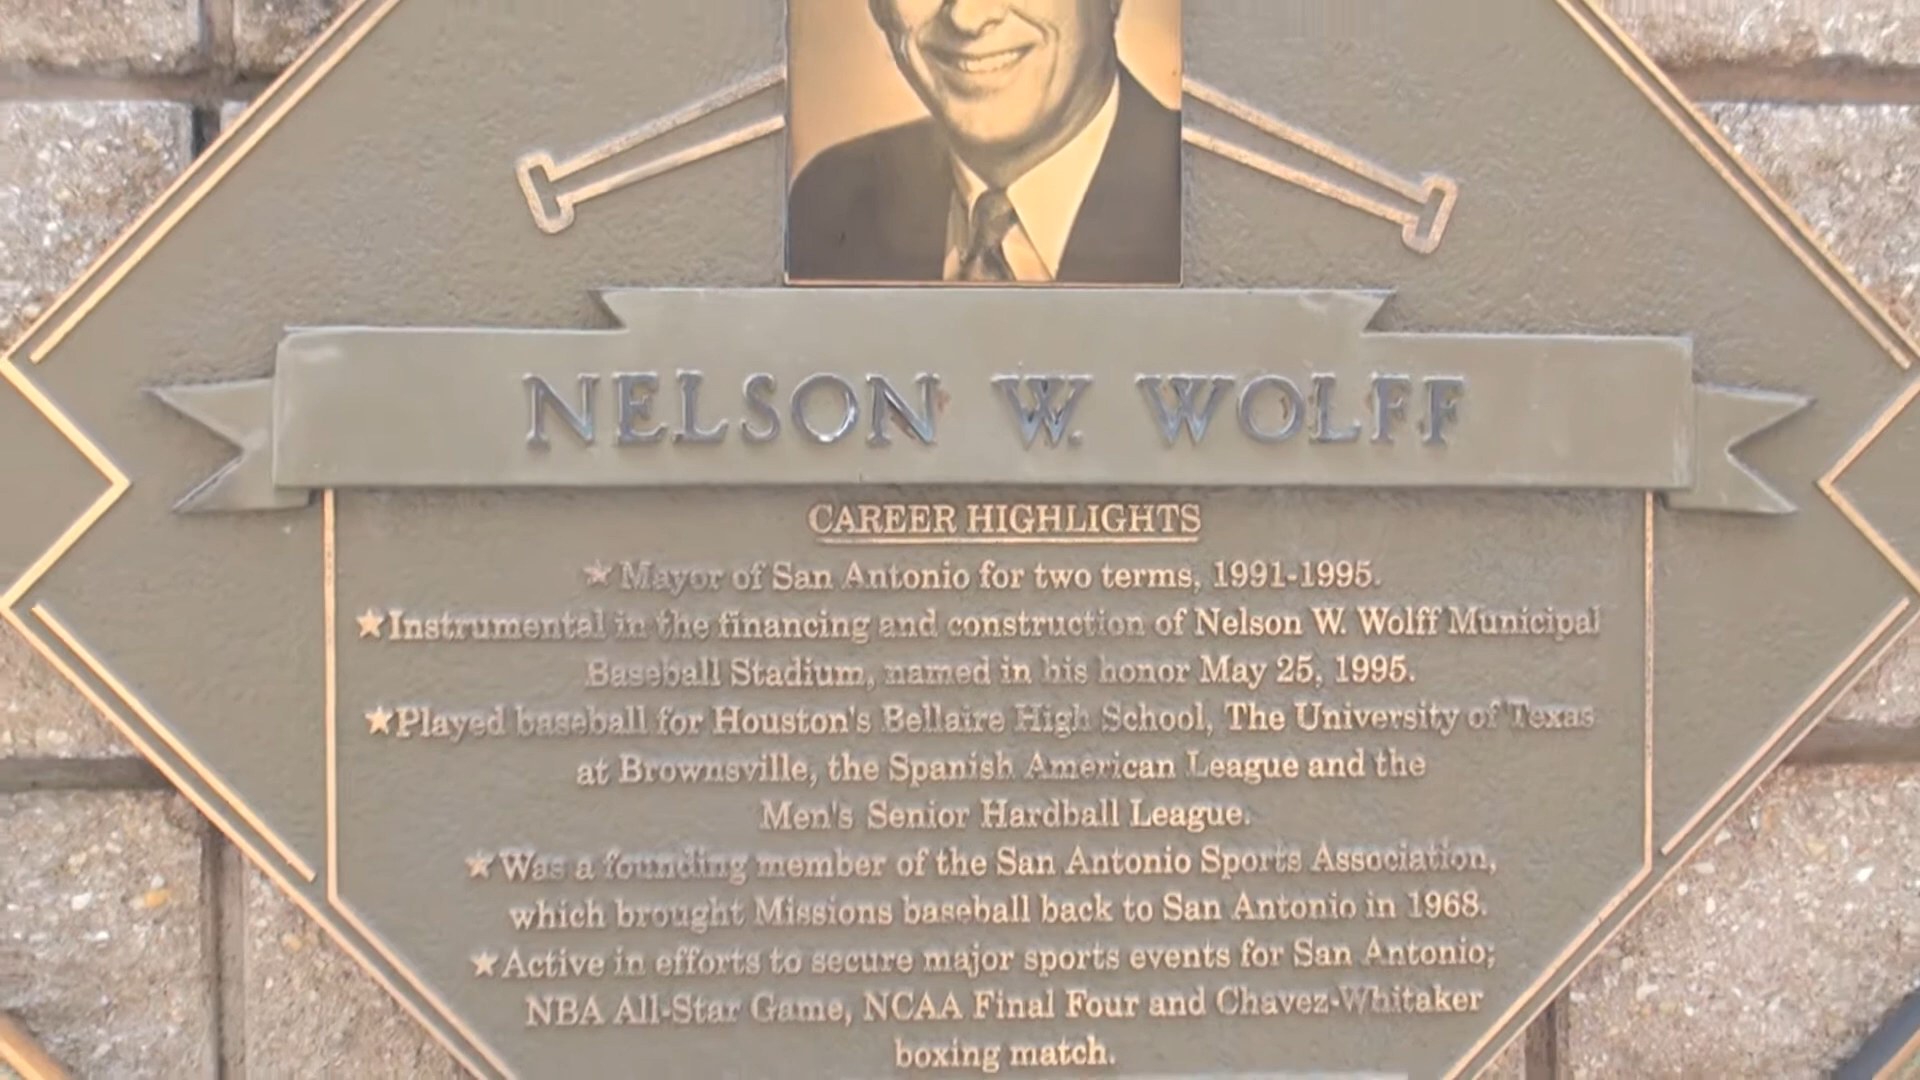 NELSON W. WOLFF
CAREER HIGHLIGHTS
★ Mayor of San Antonio for two terms, 1991-1995.
★ Instrumental in the financing and construction of Nelson W. Wolff Municipal
Baseball Stadium, named in his honor May 25, 1995.
★ Played baseball for Houston's Bellaire High School, The University of Texas
at Brownsville, the Spanish American League and the
Men's Senior Hardball League.
★ Was a founding member of the San Antonio Sports Association,
which brought Missions baseball back to San Antonio in 1968.
★ Active in efforts to secure major sports events for San Antonio;
NBA All-Star Game, NCAA Final Four and Chavez-Whitaker
boxing match.